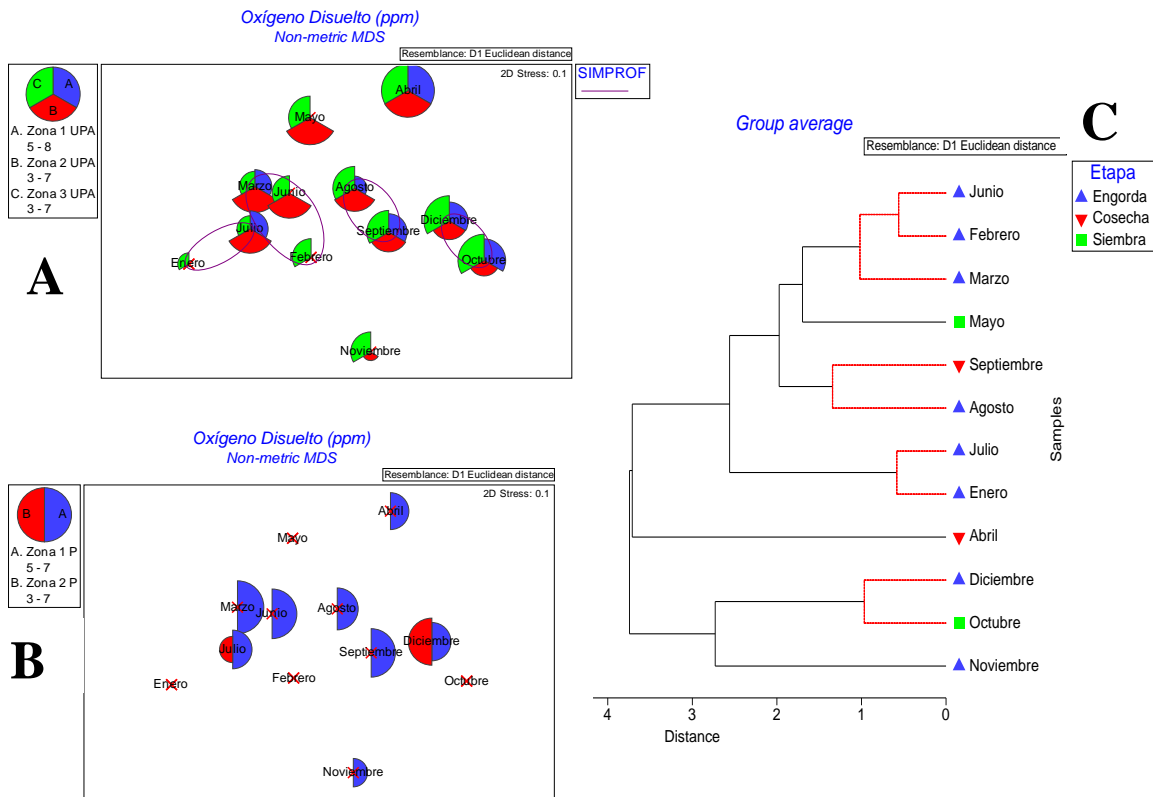 Oxígeno Disuelto (ppm)
Non-metric MDS
Resemblance: D1 Euclidean distance
2D Stress: 0.1
SIMPROF
C
A
B
A. Zona 1 UPA
5 - 8
B. Zona 2 UPA
3 - 7
C. Zona 3 UPA
3 - 7
Abril
Mayo
Marzo
Junio
Agosto
Julio
Septiembre
Diciembre
Enero
Febrero
Octubre
Noviembre
A
Oxígeno Disuelto (ppm)
Non-metric MDS
Resemblance: D1 Euclidean distance
2D Stress: 0.1
B
A
A. Zona 1 P
5 - 7
B. Zona 2 P
3 - 7
Abril
Mayo
Marzo
Junio
Agosto
Julio
Septiembre
Diciembre
Enero
Febrero
Octubre
Noviembre
B
Group average
C
Resemblance: D1 Euclidean distance
Etapa
Engorda
Cosecha
Siembra
Junio
Febrero
Marzo
Mayo
Septiembre
Agosto
Julio
Enero
Abril
Diciembre
Octubre
Noviembre
Samples
4 3 2 1 0
Distance